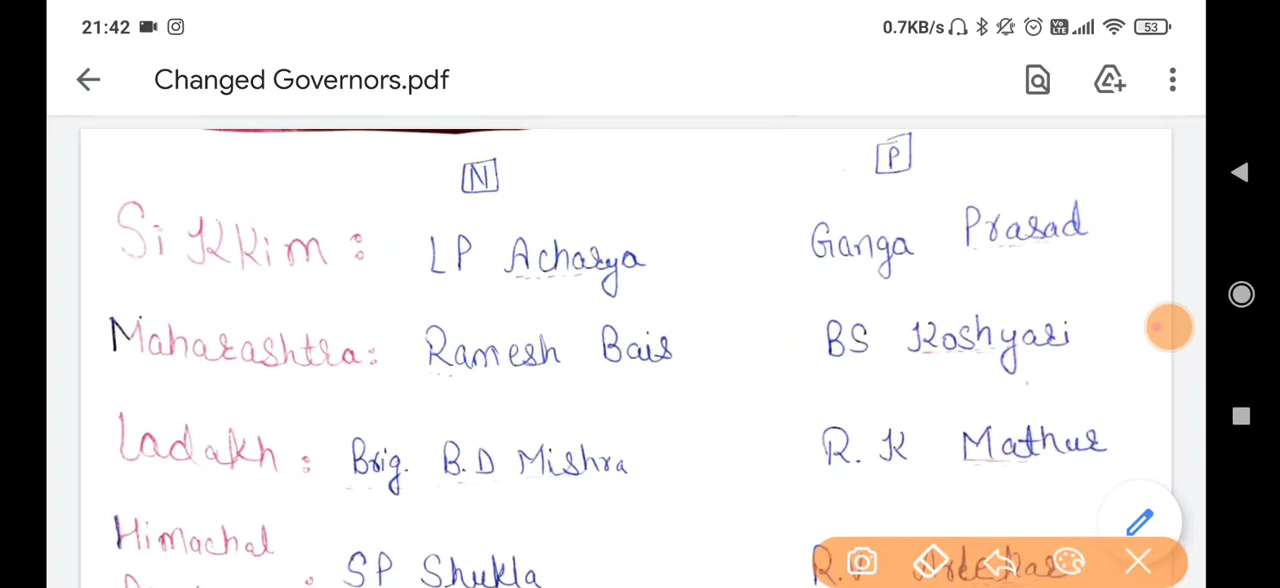 21:42 0.7KB/s 53
Changed Governors.pdf
N P
Sikkim: LP Acharya Ganga Prasad
Maharashtra: Ramesh Bais BS Koshyari
Ladakh: Brig. B.D Mishra R. K Mathur
Himachal
: SP Shukla R.